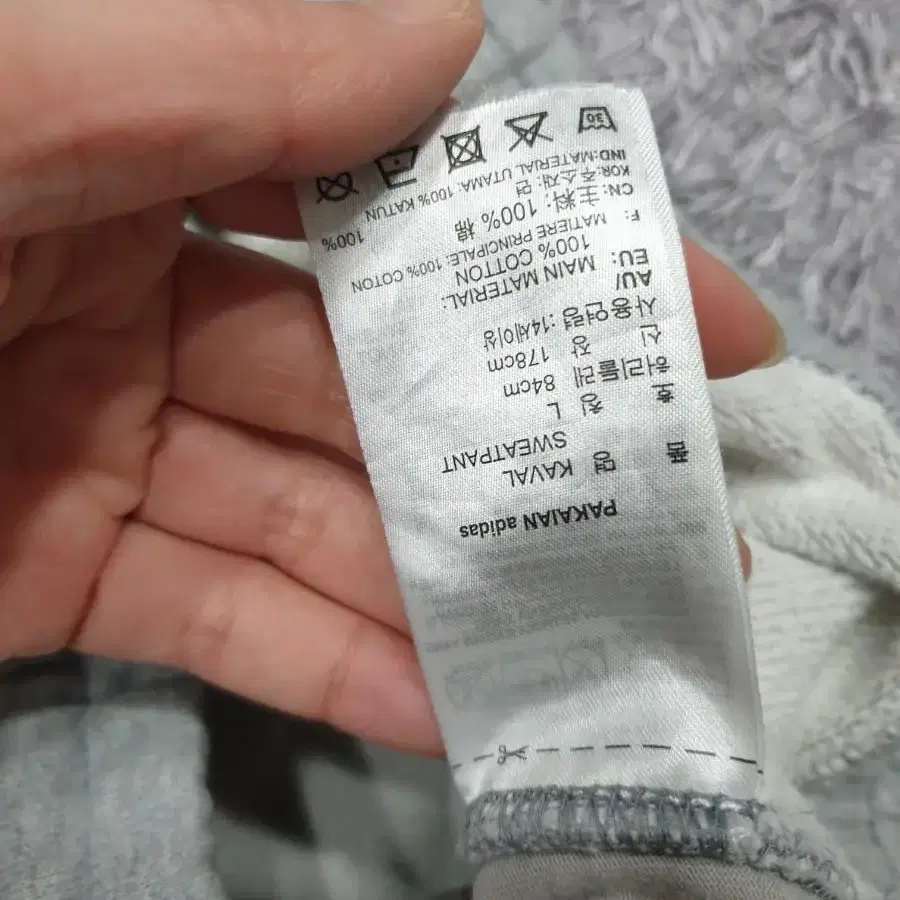 PAKAIAN adidas
품 명 KAVAL
SWEATPANT
호 칭 L
허리둘레 84cm
신 장 178cm
사용연령:14세이상
AU/
EU: MAIN MATERIAL:
100% COTTON
F: MATIERE PRINCIPALE: 100% COTON
CN: 主料: 100% 棉
KOR:주소재: 면 100%
IND:MATERIAL UTAMA: 100% KATUN
30